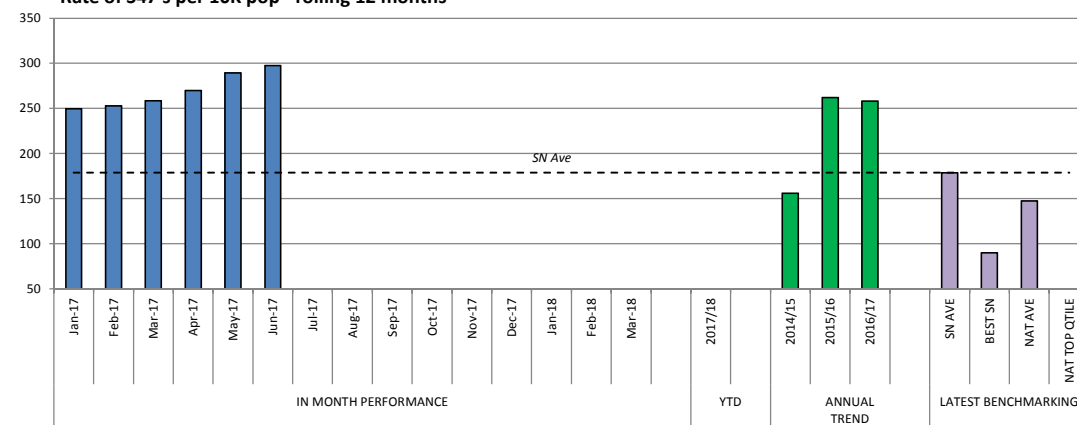 Rate of S47's per 10k pop - rolling 12 months
350
300
250
200
150
100
50
SN Ave
Jan-17
Feb-17
Mar-17
Apr-17
May-17
Jun-17
Jul-17
Aug-17
Sep-17
Oct-17
Nov-17
Dec-17
Jan-18
Feb-18
Mar-18
2017/18
2014/15
2015/16
2016/17
SN AVE
BEST SN
NAT AVE
NAT TOP QTILE
IN MONTH PERFORMANCE
YTD
ANNUAL
TREND
LATEST BENCHMARKING